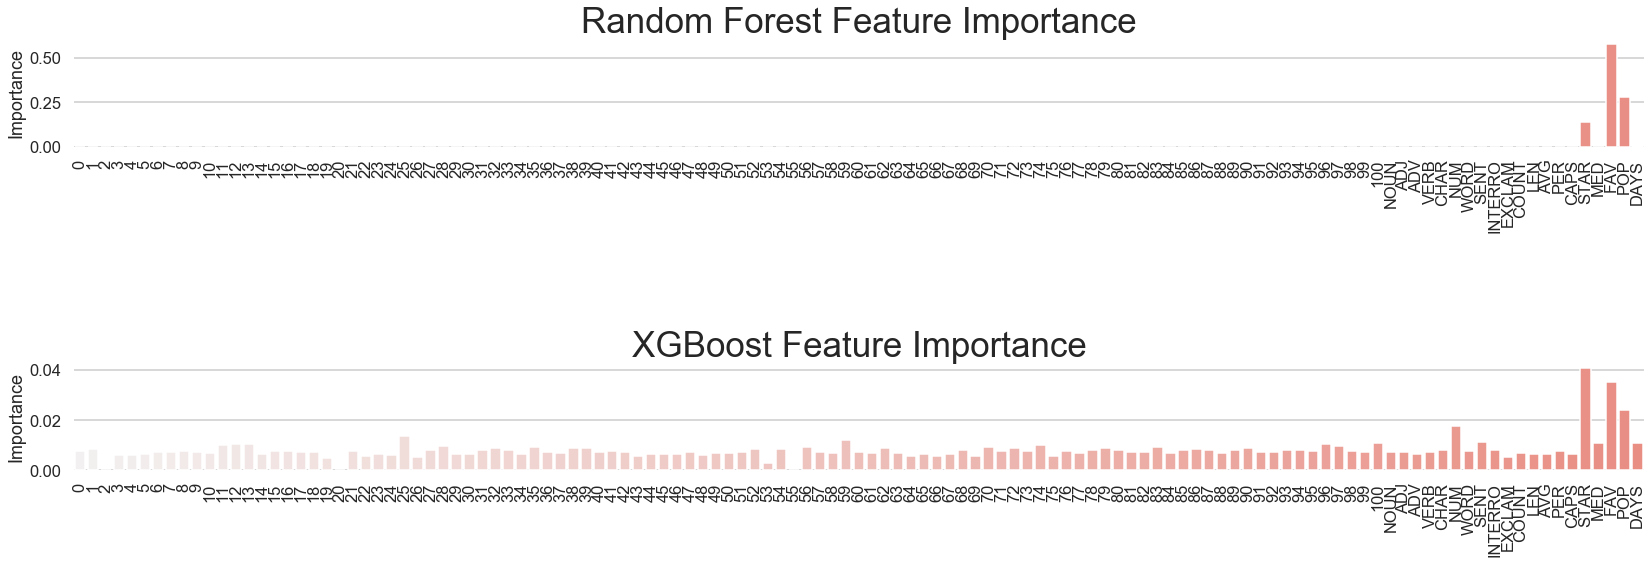 Random Forest Feature Importance
Importance
0.50
0.25
0.00
0 1 2 3 4 5 6 7 8 9 10 11 12 13 14 15 16 17 18 19 20 21 22 23 24 25 26 27 28 29 30 31 32 33 34 35 36 37 38 39 40 41 42 43 44 45 46 47 48 49 50 51 52 53 54 55 56 57 58 59 60 61 62 63 64 65 66 67 68 69 70 71 72 73 74 75 76 77 78 79 80 81 82 83 84 85 86 87 88 89 90 91 92 93 94 95 96 97 98 99 100 NOUN ADJ ADV VERB CHAR NUM WORD SENT INTERRO EXCLAM COUNT LEN AVG PER CAPS STAR MED FAV POP DAYS
XGBoost Feature Importance
Importance
0.04
0.02
0.00
0 1 2 3 4 5 6 7 8 9 10 11 12 13 14 15 16 17 18 19 20 21 22 23 24 25 26 27 28 29 30 31 32 33 34 35 36 37 38 39 40 41 42 43 44 45 46 47 48 49 50 51 52 53 54 55 56 57 58 59 60 61 62 63 64 65 66 67 68 69 70 71 72 73 74 75 76 77 78 79 80 81 82 83 84 85 86 87 88 89 90 91 92 93 94 95 96 97 98 99 100 NOUN ADJ ADV VERB CHAR NUM WORD SENT INTERRO EXCLAM COUNT LEN AVG PER CAPS STAR MED FAV POP DAYS